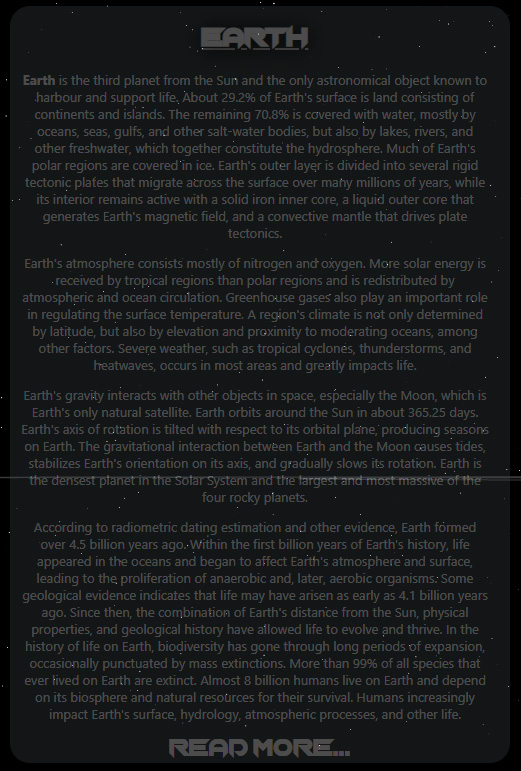 EARTH
Earth is the third planet from the Sun and the only astronomical object known to
harbour and support life. About 29.2% of Earth's surface is land consisting of
continents and islands. The remaining 70.8% is covered with water, mostly by
oceans, seas, gulfs, and other salt-water bodies, but also by lakes, rivers, and
other freshwater, which together constitute the hydrosphere. Much of Earth's
polar regions are covered in ice. Earth's outer layer is divided into several rigid
tectonic plates that migrate across the surface over many millions of years, while
its interior remains active with a solid iron inner core, a liquid outer core that
generates Earth's magnetic field, and a convective mantle that drives plate
tectonics.
Earth's atmosphere consists mostly of nitrogen and oxygen. More solar energy is
received by tropical regions than polar regions and is redistributed by
atmospheric and ocean circulation. Greenhouse gases also play an important role
in regulating the surface temperature. A region's climate is not only determined
by latitude, but also by elevation and proximity to moderating oceans, among
other factors. Severe weather, such as tropical cyclones, thunderstorms, and
heatwaves, occurs in most areas and greatly impacts life.
Earth's gravity interacts with other objects in space, especially the Moon, which is
Earth's only natural satellite. Earth orbits around the Sun in about 365.25 days.
Earth's axis of rotation is tilted with respect to its orbital plane, producing seasons
on Earth. The gravitational interaction between Earth and the Moon causes tides,
stabilizes Earth's orientation on its axis, and gradually slows its rotation. Earth is
the densest planet in the Solar System and the largest and most massive of the
four rocky planets.
According to radiometric dating estimation and other evidence, Earth formed
over 4.5 billion years ago. Within the first billion years of Earth's history, life
appeared in the oceans and began to affect Earth's atmosphere and surface,
leading to the proliferation of anaerobic and, later, aerobic organisms. Some
geological evidence indicates that life may have arisen as early as 4.1 billion years
ago. Since then, the combination of Earth's distance from the Sun, physical
properties, and geological history have allowed life to evolve and thrive. In the
history of life on Earth, biodiversity has gone through long periods of expansion,
occasionally punctuated by mass extinctions. More than 99% of all species that
ever lived on Earth are extinct. Almost 8 billion humans live on Earth and depend
on its biosphere and natural resources for their survival. Humans increasingly
impact Earth's surface, hydrology, atmospheric processes, and other life.
READ MORE...